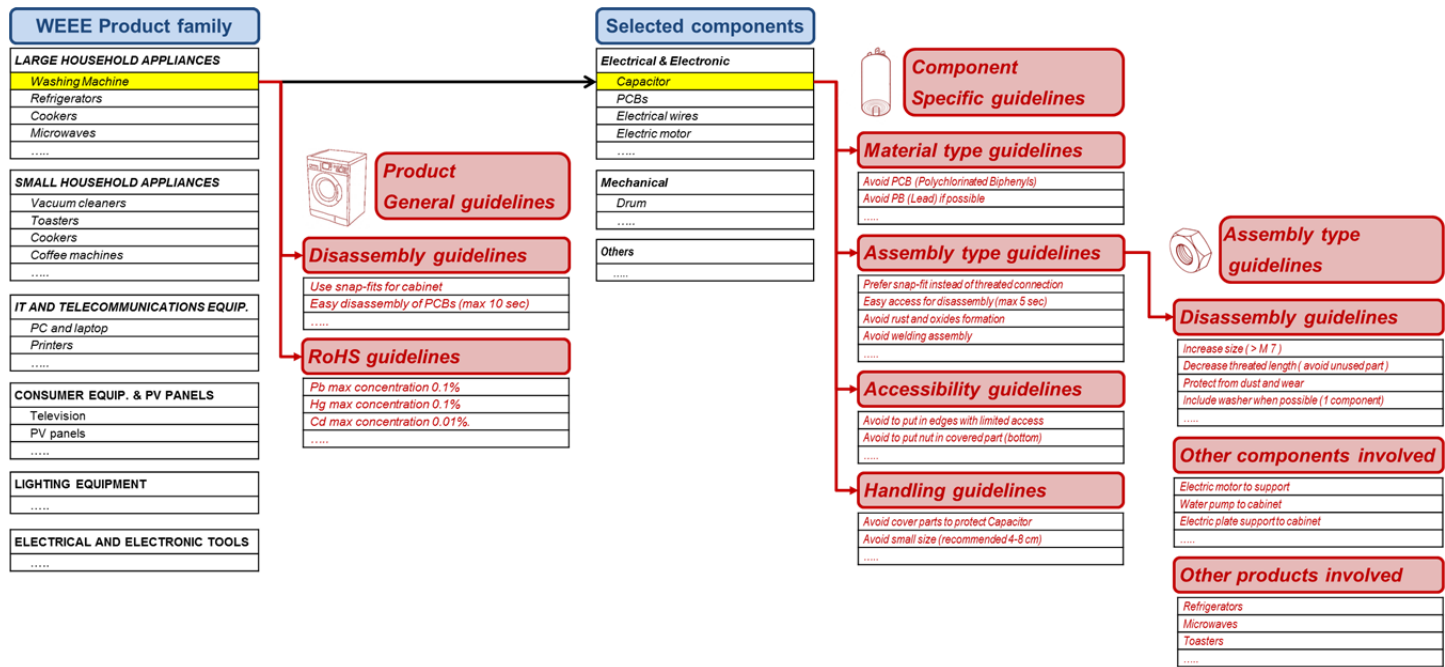 WEEE Product family
LARGE HOUSEHOLD APPLIANCES
Washing Machine
Refrigerators
Cookers
Microwaves
.....
SMALL HOUSEHOLD APPLIANCES
Vacuum cleaners
Toasters
Cookers
Coffee machines
.....
IT AND TELECOMMUNICATIONS EQUIP.
PC and laptop
Printers
.....
CONSUMER EQUIP. & PV PANELS
Television
PV panels
.....
LIGHTING EQUIPMENT
.....
ELECTRICAL AND ELECTRONIC TOOLS
.....
Product
General guidelines
Disassembly guidelines
Use snap-fits for cabinet
Easy disassembly of PCBs (max 10 sec)
.....
RoHS guidelines
Pb max concentration 0.1%
Hg max concentration 0.1%
Cd max concentration 0.01%.
.....
Selected components
Electrical & Electronic
Capacitor
PCBs
Electrical wires
Electric motor
.....
Mechanical
Drum
.....
Others
.....
Component
Specific guidelines
Material type guidelines
Avoid PCB (Polychlorinated Biphenyls)
Avoid PB (Lead) if possible
.....
Assembly type guidelines
Prefer snap-fit instead of threated connection
Easy access for disassembly (max 5 sec)
Avoid rust and oxides formation
Avoid welding assembly
.....
Accessibility guidelines
Avoid to put in edges with limited access
Avoid to put nut in covered part (bottom)
.....
Handling guidelines
Avoid cover parts to protect Capacitor
Avoid small size (recommended 4-8 cm)
.....
Assembly type
guidelines
Disassembly guidelines
Increase size ( > M 7 )
Decrease threated length ( avoid unused part )
Protect from dust and wear
Include washer when possible (1 component)
.....
Other components involved
Electric motor to support
Water pump to cabinet
Electric plate support to cabinet
.....
Other products involved
Refrigerators
Microwaves
Toasters
.....